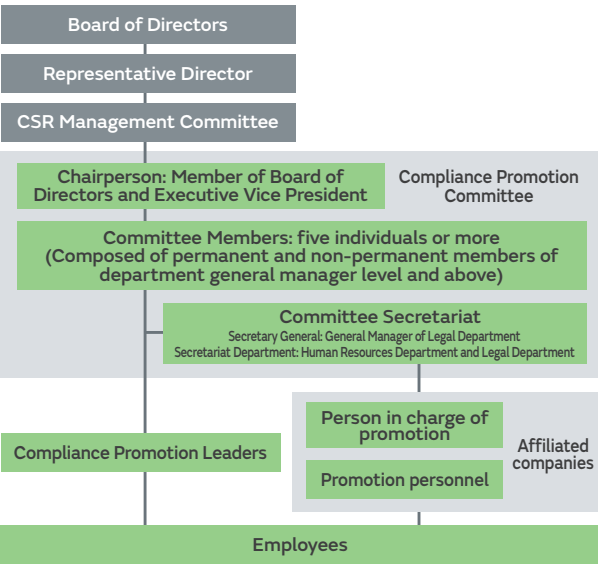 Board of Directors
Representative Director
CSR Management Committee
Chairperson: Member of Board of
Directors and Executive Vice President
Compliance Promotion
Committee
Committee Members: five individuals or more
(Composed of permanent and non-permanent members of
department general manager level and above)
Committee Secretariat
Secretary General: General Manager of Legal Department
Secretariat Department: Human Resources Department and Legal Department
Compliance Promotion Leaders
Person in charge of
promotion
Promotion personnel
Affiliated
companies
Employees